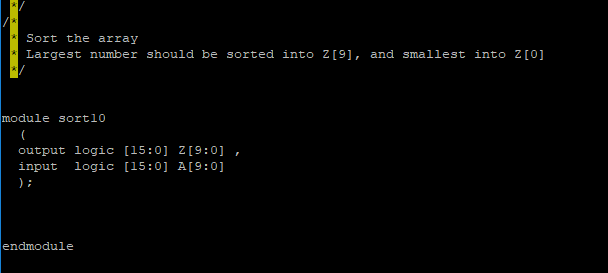 */
/*
* Sort the array
* Largest number should be sorted into Z[9], and smallest into Z[0]
*/
module sort10
(
output logic [15:0] Z[9:0] ,
input  logic [15:0] A[9:0]
);
endmodule